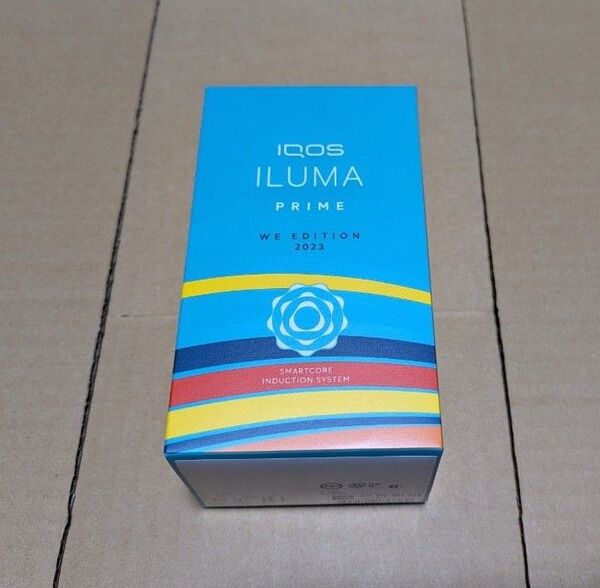 IQOS
ILUMA
PRIME
WE EDITION
2023
SMARTCORE
INDUCTION SYSTEM